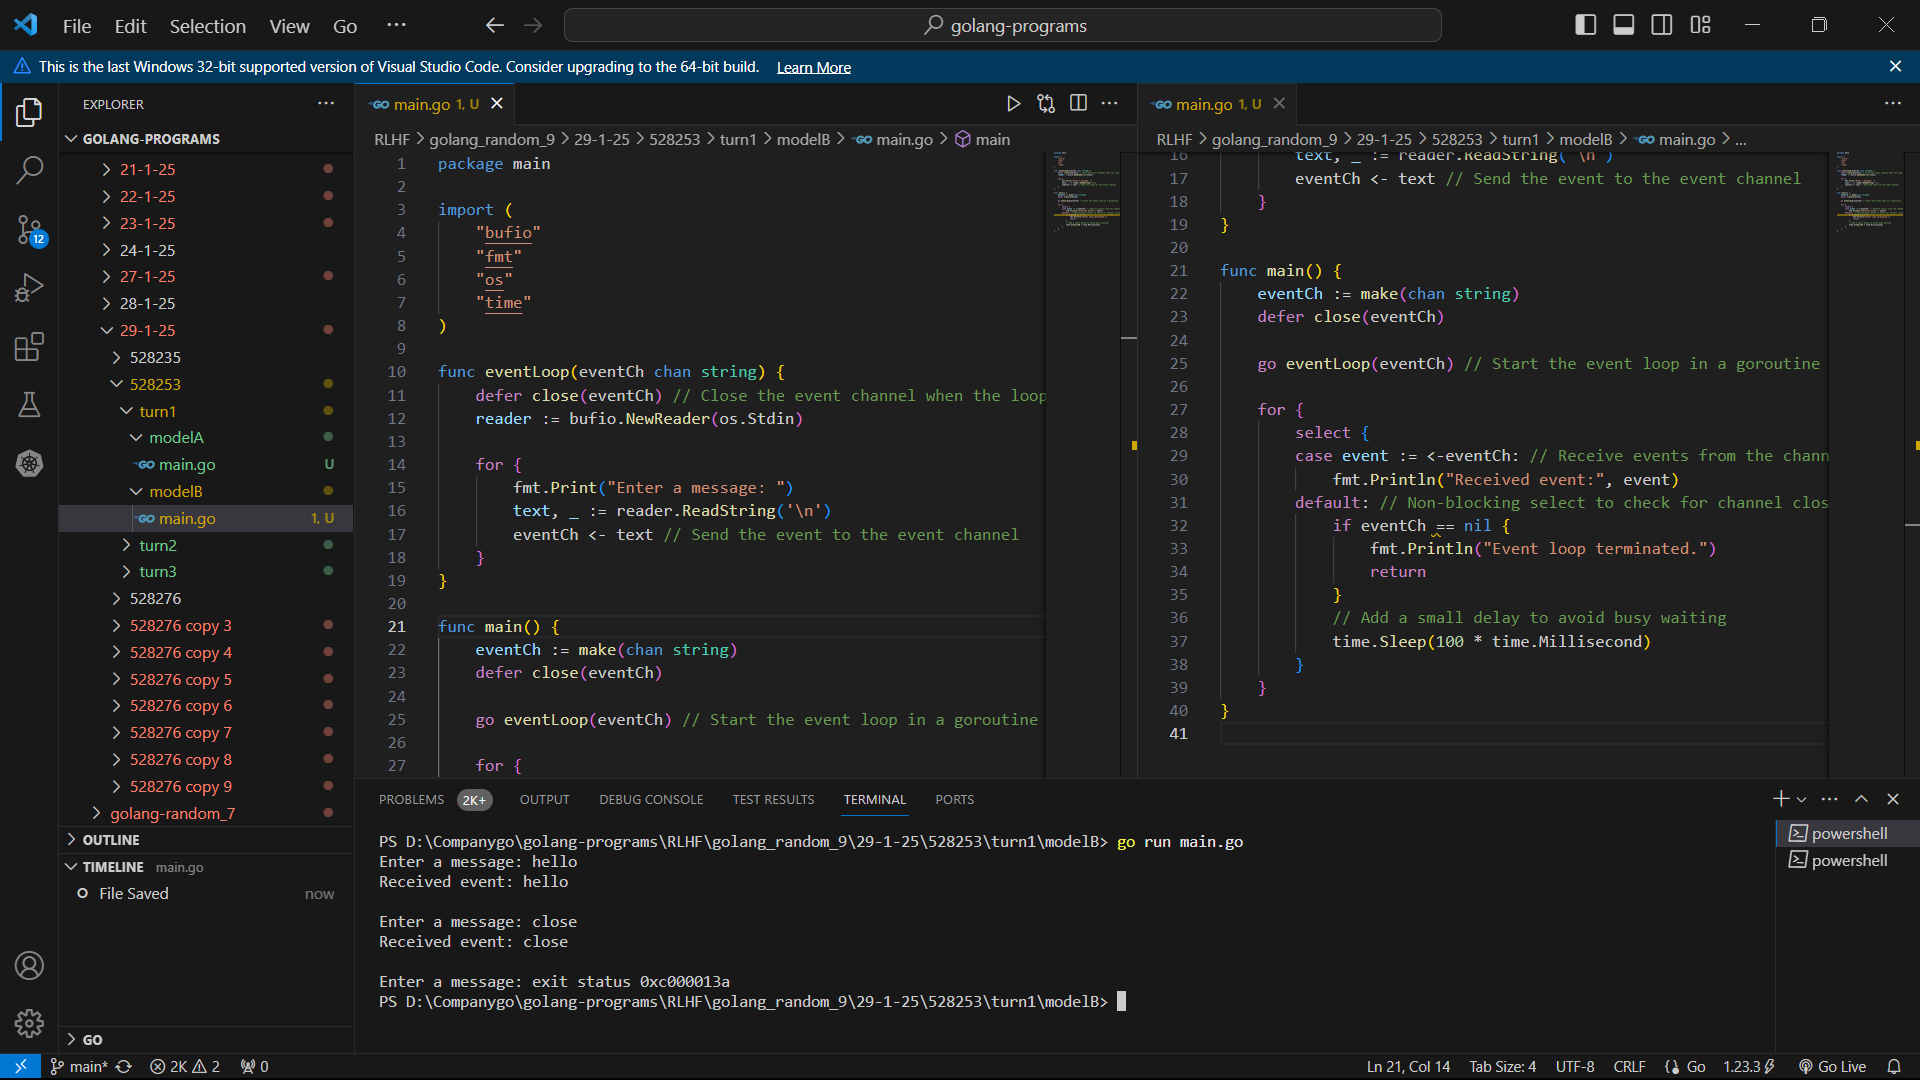 File Edit Selection View Go ··· golang-programs
This is the last Windows 32-bit supported version of Visual Studio Code. Consider upgrading to the 64-bit build. Learn More
EXPLORER
GOLANG-PROGRAMS
21-1-25
22-1-25
23-1-25
24-1-25
27-1-25
28-1-25
29-1-25
528235
528253
turn1
modelA
main.go U
modelB
main.go 1, U
turn2
turn3
528276
528276 copy 3
528276 copy 4
528276 copy 5
528276 copy 6
528276 copy 7
528276 copy 8
528276 copy 9
golang-random_7
OUTLINE
TIMELINE main.go
File Saved now
GO
12
main.go 1, U
RLHF > golang_random_9 > 29-1-25 > 528253 > turn1 > modelB > main.go > main
1 package main
2
3 import (
4 "bufio"
5 "fmt"
6 "os"
7 "time"
8 )
9
10 func eventLoop(eventCh chan string) {
11 defer close(eventCh) // Close the event channel when the loop
12 reader := bufio.NewReader(os.Stdin)
13
14 for {
15 fmt.Print("Enter a message: ")
16 text, _ := reader.ReadString('\n')
17 eventCh <- text // Send the event to the event channel
18 }
19 }
20
21 func main() {
22 eventCh := make(chan string)
23 defer close(eventCh)
24
25 go eventLoop(eventCh) // Start the event loop in a goroutine
26
27 for {
main.go 1, U
RLHF > golang_random_9 > 29-1-25 > 528253 > turn1 > modelB > main.go > ...
16 text, _ := reader.ReadString('\n')
17 eventCh <- text // Send the event to the event channel
18 }
19 }
20
21 func main() {
22 eventCh := make(chan string)
23 defer close(eventCh)
24
25 go eventLoop(eventCh) // Start the event loop in a goroutine
26
27 for {
28 select {
29 case event := <-eventCh: // Receive events from the chann
30 fmt.Println("Received event:", event)
31 default: // Non-blocking select to check for channel clos
32 if eventCh == nil {
33 fmt.Println("Event loop terminated.")
34 return
35 }
36 // Add a small delay to avoid busy waiting
37 time.Sleep(100 * time.Millisecond)
38 }
39 }
40 }
41
PROBLEMS 2K+ OUTPUT DEBUG CONSOLE TEST RESULTS TERMINAL PORTS
PS D:\Companygo\golang-programs\RLHF\golang_random_9\29-1-25\528253\turn1\modelB> go run main.go
Enter a message: hello
Received event: hello
Enter a message: close
Received event: close
Enter a message: exit status 0xc000013a
PS D:\Companygo\golang-programs\RLHF\golang_random_9\29-1-25\528253\turn1\modelB>
powershell
powershell
main* 2K 2 0 Ln 21, Col 14 Tab Size: 4 UTF-8 CRLF Go 1.23.3 Go Live